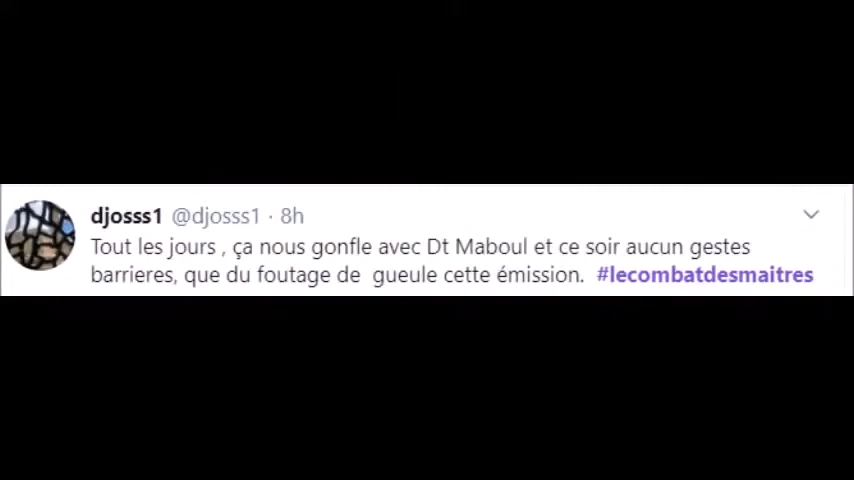 djosss1 @djosss1 · 8h
Tout les jours , ça nous gonfle avec Dt Maboul et ce soir aucun gestes
barrieres, que du foutage de gueule cette émission. #lecombatdesmaitres